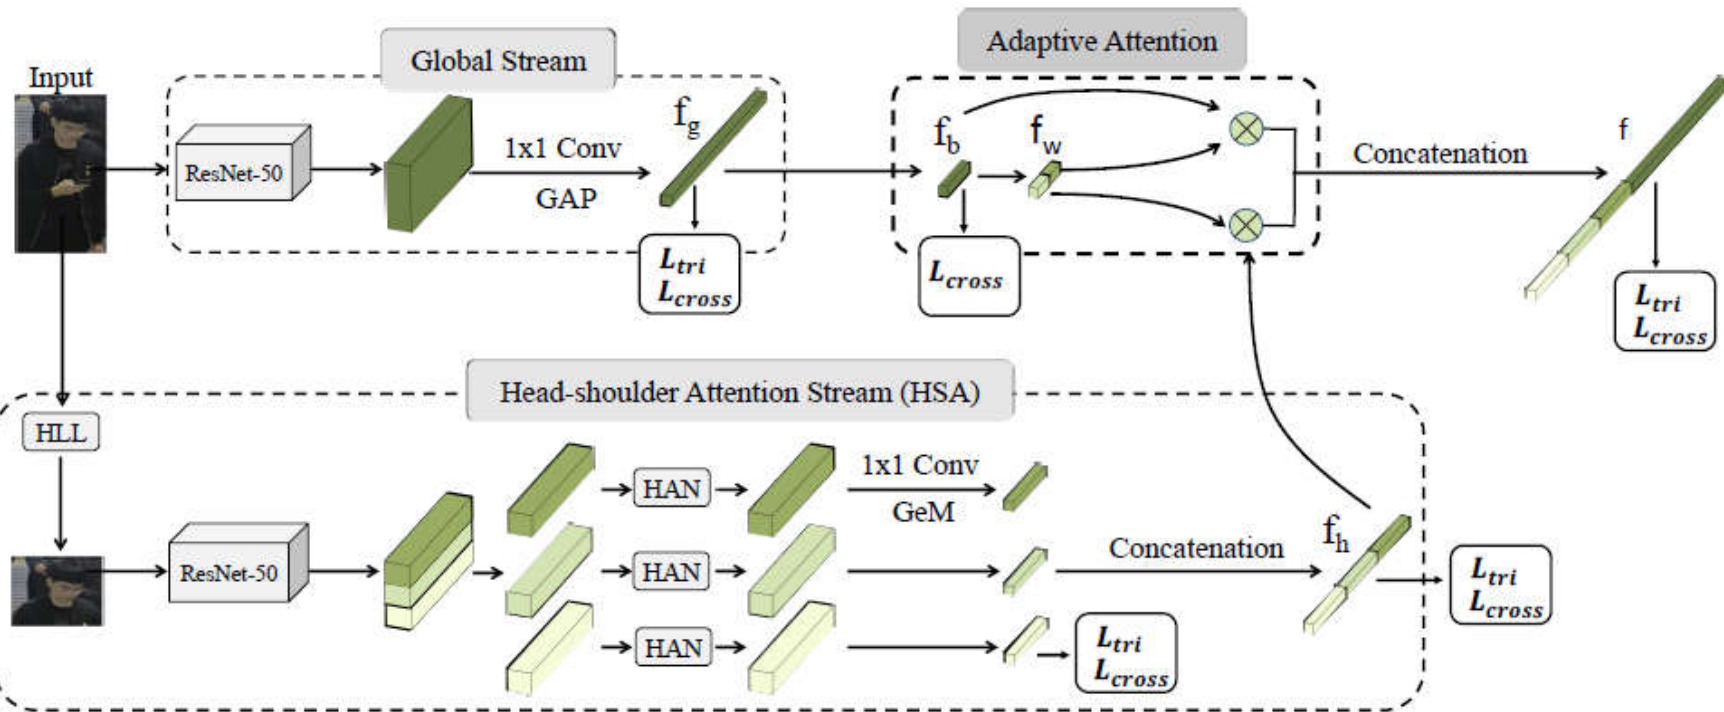 Input
Global Stream
Adaptive Attention
ResNet-50
1x1 Conv
GAP
f_g
L_tri
L_cross
f_b
f_w
L_cross
Concatenation
f
L_tri
L_cross
Head-shoulder Attention Stream (HSA)
HLL
ResNet-50
HAN
1x1 Conv
GeM
HAN
Concatenation
f_h
L_tri
L_cross
HAN
L_tri
L_cross